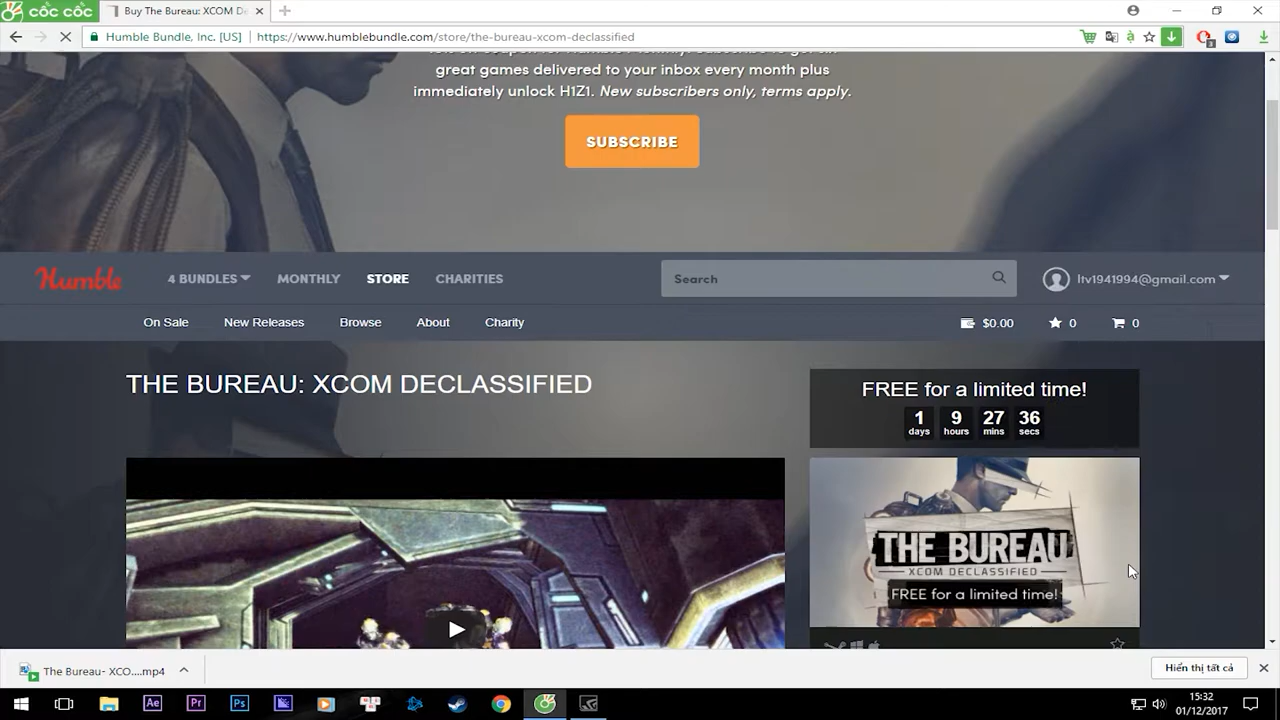 cốc cốc
Buy The Bureau: XCOM De
Humble Bundle, Inc. [US]
https://www.humblebundle.com/store/the-bureau-xcom-declassified
great games delivered to your inbox every month plus
immediately unlock H1Z1. New subscribers only, terms apply.
SUBSCRIBE
Humble
4 BUNDLES
MONTHLY
STORE
CHARITIES
Search
ltv1941994@gmail.com
On Sale
New Releases
Browse
About
Charity
$0.00
0
0
THE BUREAU: XCOM DECLASSIFIED
FREE for a limited time!
1 9 27 36
days hours mins secs
THE BUREAU
XCOM DECLASSIFIED
FREE for a limited time!
The Bureau- XCO....mp4
Hiển thị tất cả
Ae
Pr
Ps
15:32
01/12/2017